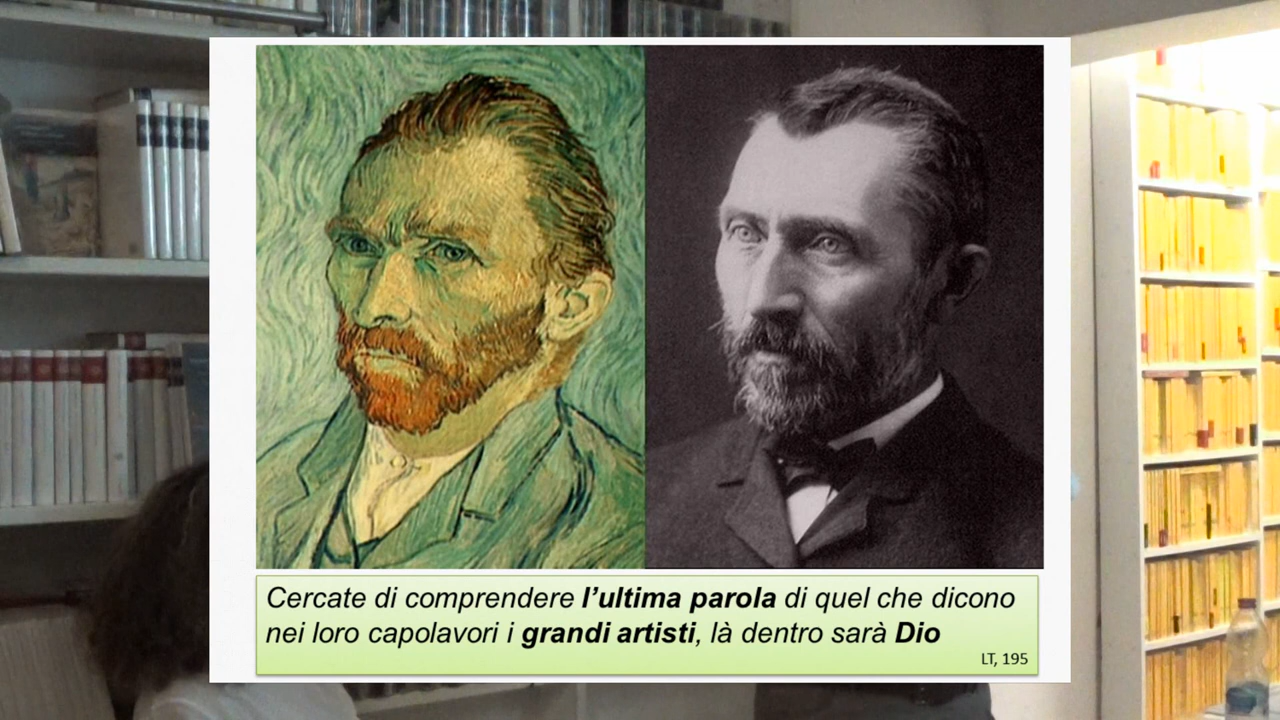 Cercate di comprendere l’ultima parola di quel che dicono
nei loro capolavori i grandi artisti, là dentro sarà Dio
LT, 195